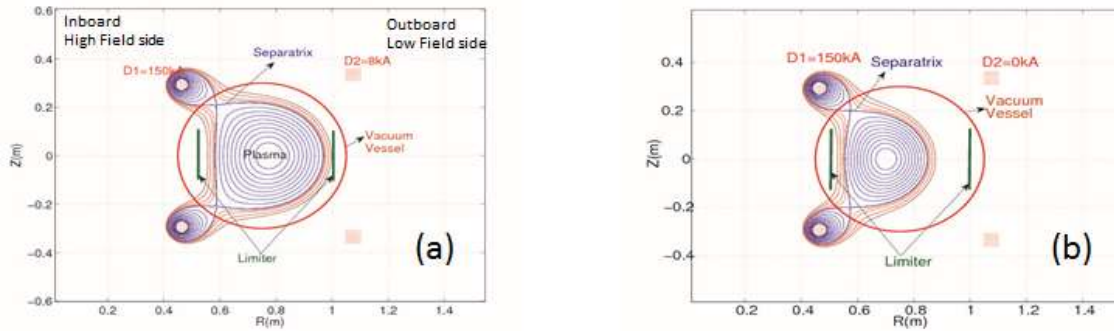 Inboard
High Field side
Outboard
Low Field side
Separatrix
D1=150kA
D2=8kA
Plasma
Vacuum
Vessel
Limiter
(a)
Z(m)
0.6
0.4
0.2
0
−0.2
−0.4
−0.6
0.2 0.4 0.6 0.8 1 1.2 1.4
R(m)
D1=150kA
Separatrix
D2=0kA
Vacuum
Vessel
Limiter
(b)
Z(m)
0.4
0.2
0
−0.2
−0.4
0.2 0.4 0.6 0.8 1 1.2 1.4
R(m)